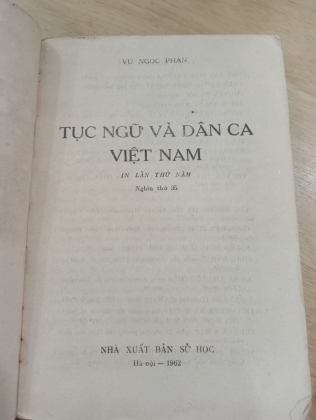 VŨ NGỌC PHAN
TỤC NGỮ VÀ DÂN CA
VIỆT NAM
IN LẦN THỨ NĂM
Nghìn thứ 35
NHÀ XUẤT BẢN SỬ HỌC
Hà-nội — 1962